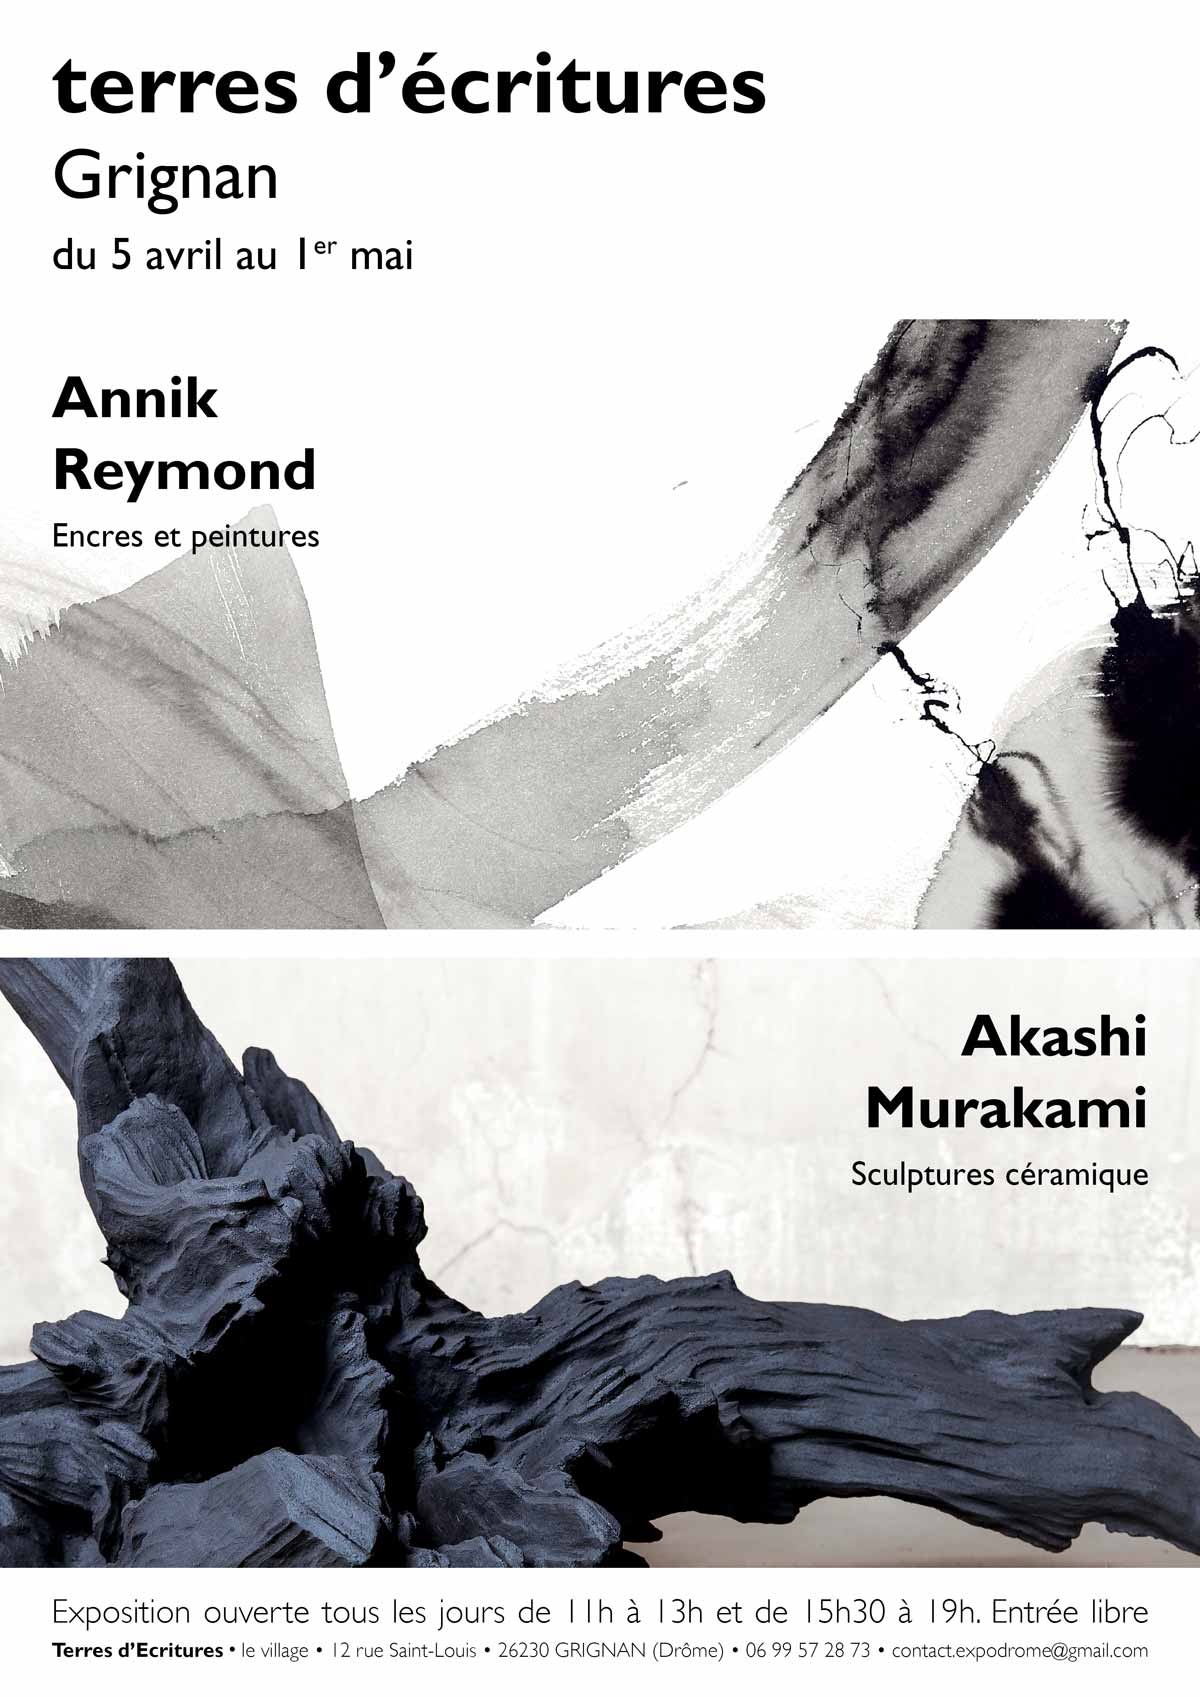 terres d’écritures
Grignan
du 5 avril au 1er mai
Annik
Reymond
Encres et peintures
Akashi
Murakami
Sculptures céramique
Exposition ouverte tous les jours de 11h à 13h et de 15h30 à 19h. Entrée libre
Terres d’Ecritures • le village • 12 rue Saint-Louis • 26230 GRIGNAN (Drôme) • 06 99 57 28 73 • contact.expodrome@gmail.com